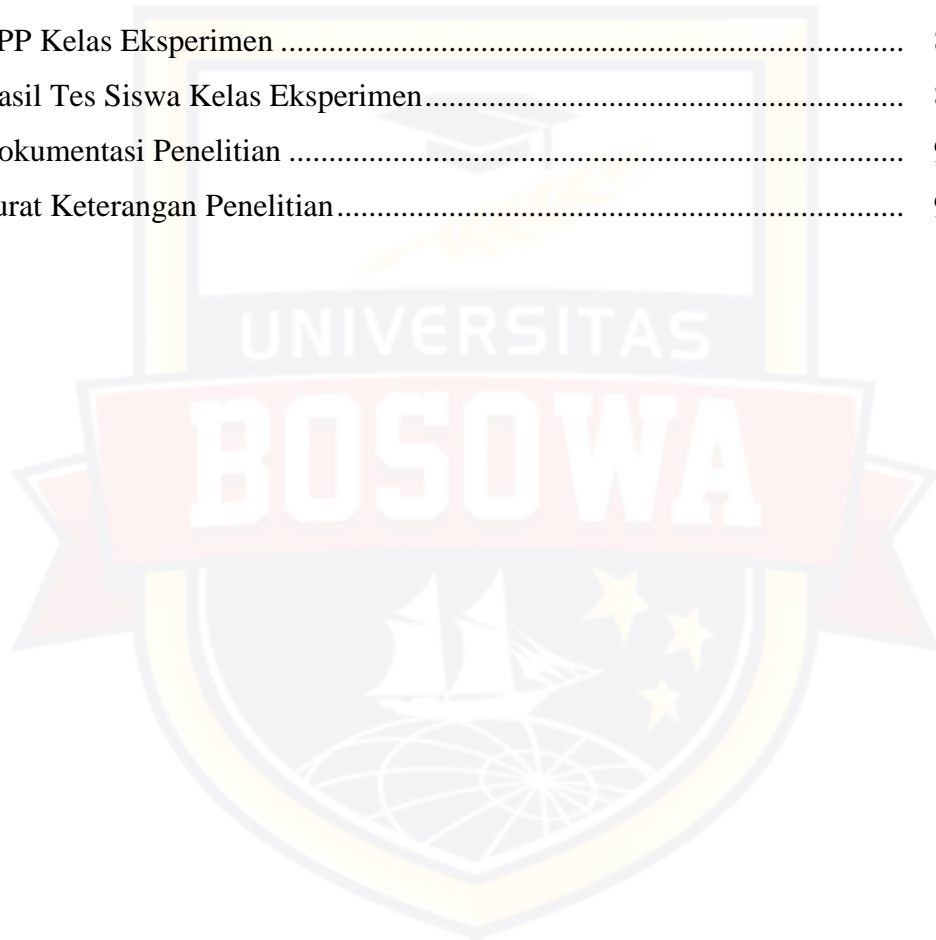 PP Kelas Eksperimen ..............................................................................
asil Tes Siswa Kelas Eksperimen............................................................
okumentasi Penelitian .............................................................................
urat Keterangan Penelitian.......................................................................
UNIVERSITAS
BOSOWA